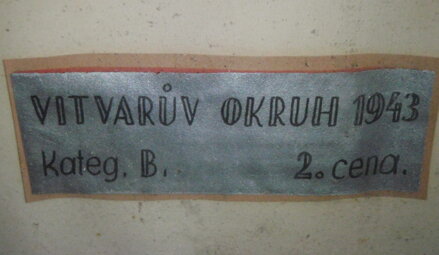 VITVARŮV OKRUH 1943
Kateg. B. 2. cena.